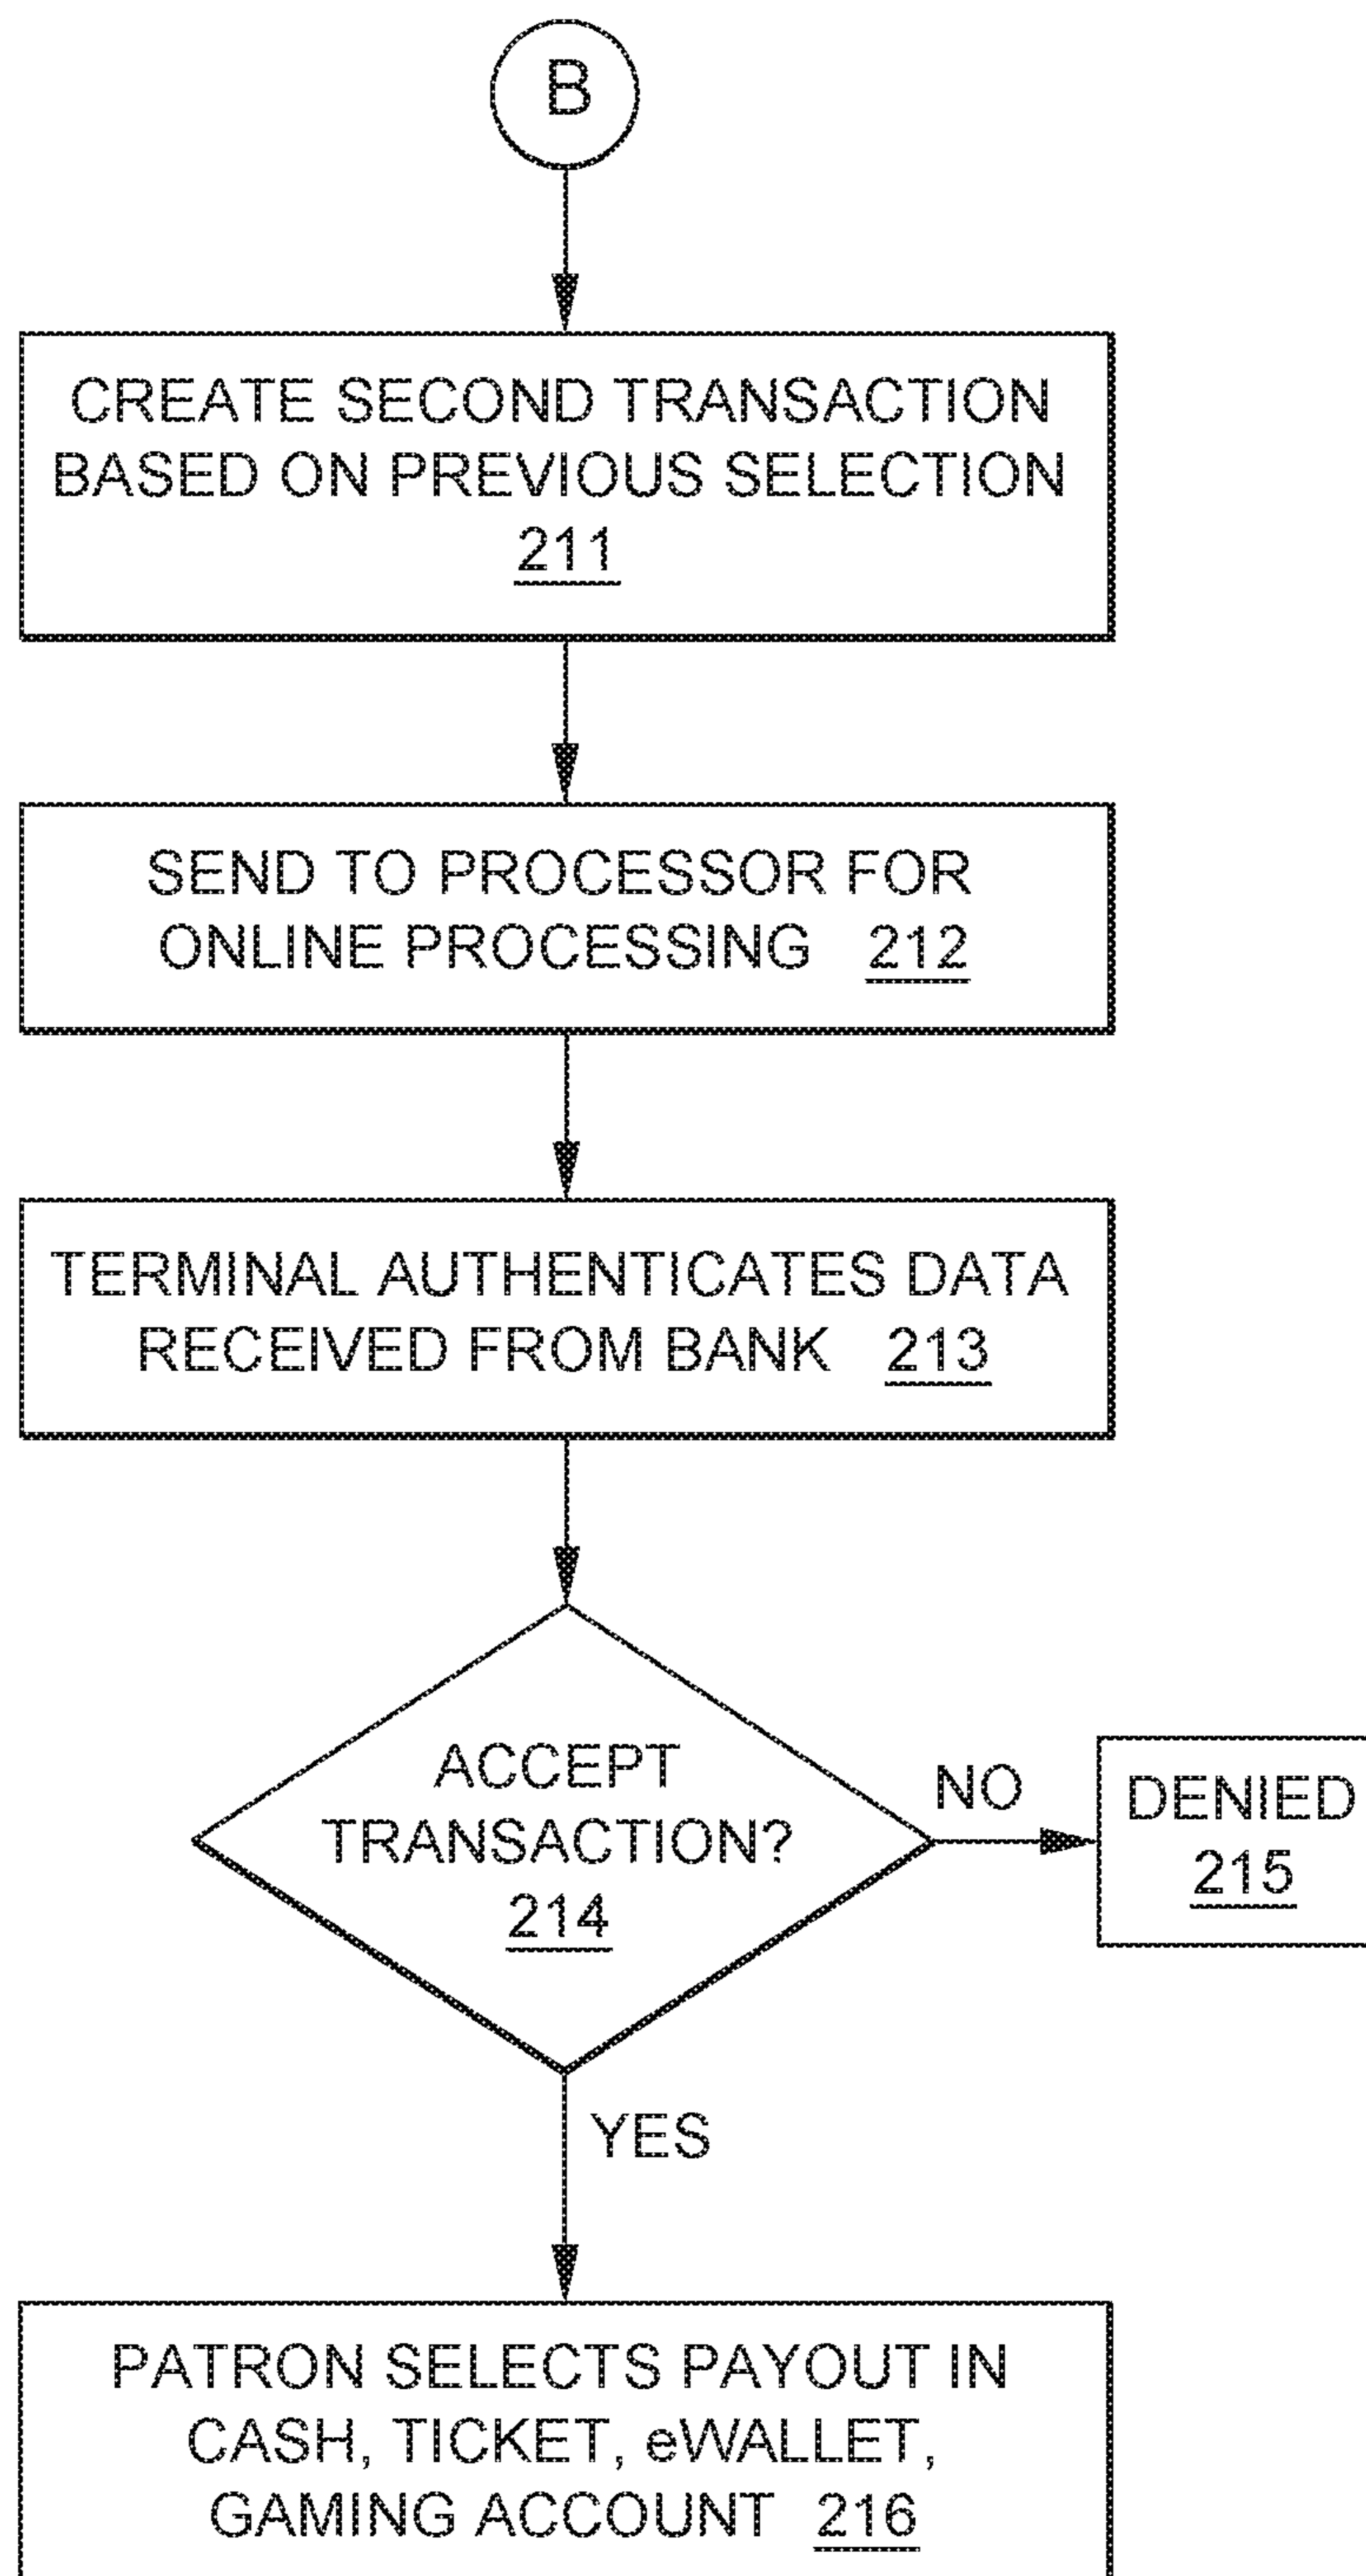 B
CREATE SECOND TRANSACTION
BASED ON PREVIOUS SELECTION
211
SEND TO PROCESSOR FOR
ONLINE PROCESSING 212
TERMINAL AUTHENTICATES DATA
RECEIVED FROM BANK 213
ACCEPT
TRANSACTION?
214
NO
DENIED
215
YES
PATRON SELECTS PAYOUT IN
CASH, TICKET, eWALLET,
GAMING ACCOUNT 216